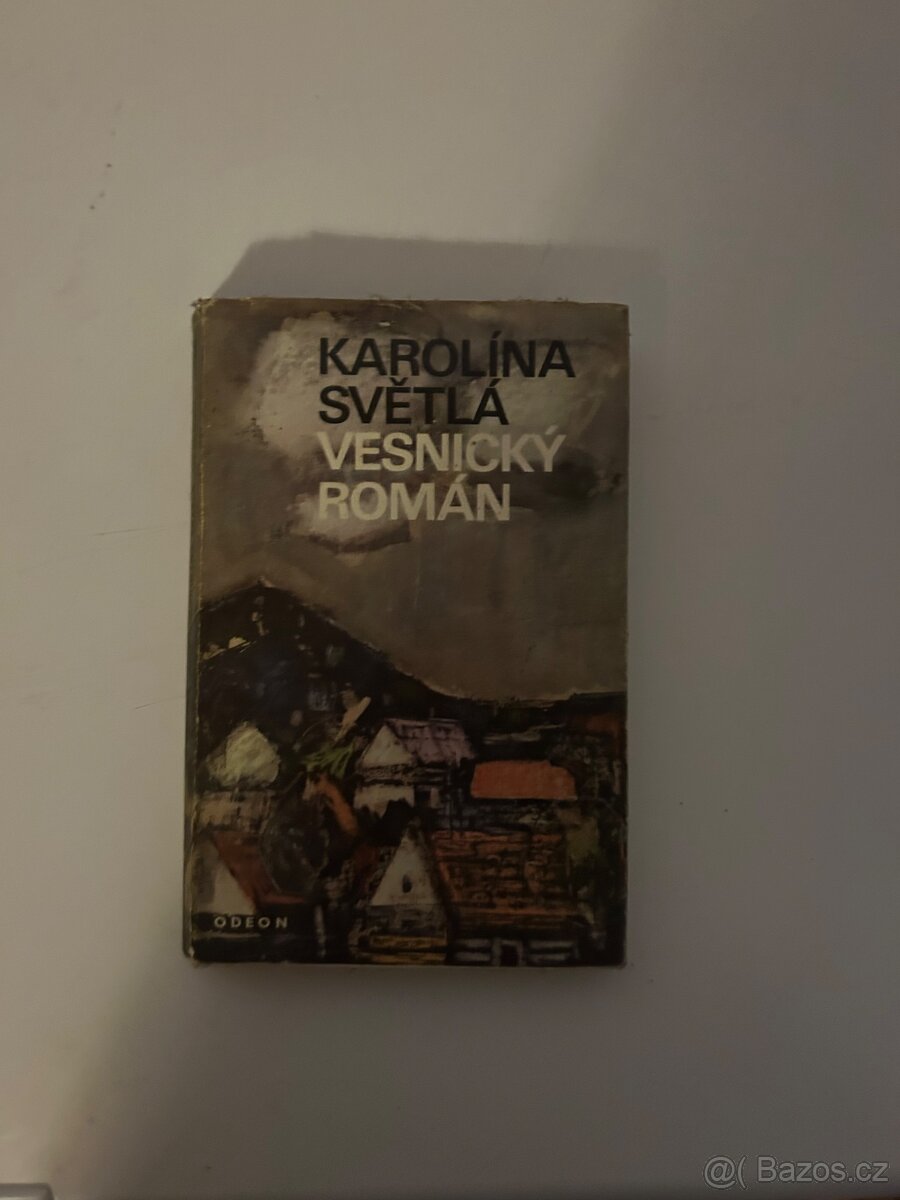 KAROLÍNA
SVĚTLÁ
VESNICKÝ
ROMÁN
ODEON
@( Bazos.cz